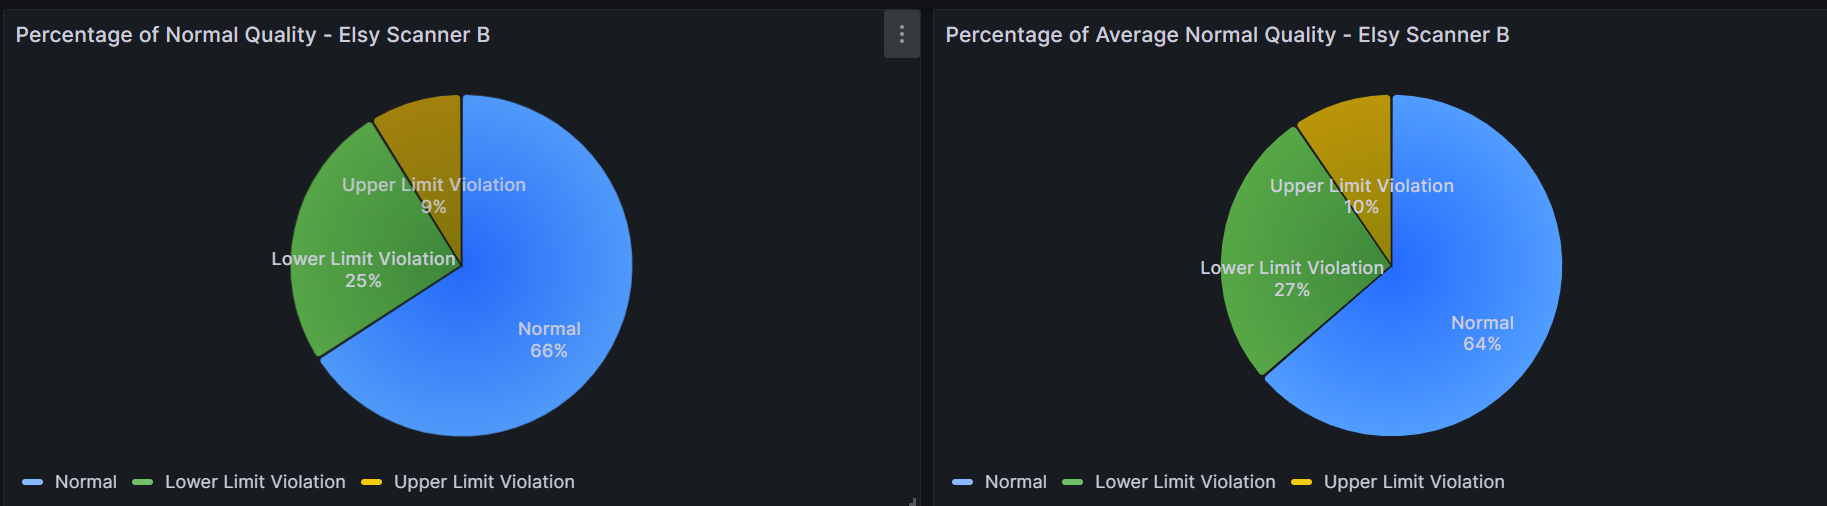 Percentage of Normal Quality - Elsy Scanner B
Upper Limit Violation
9%
Lower Limit Violation
25%
Normal
66%
Normal Lower Limit Violation Upper Limit Violation
Percentage of Average Normal Quality - Elsy Scanner B
Upper Limit Violation
10%
Lower Limit Violation
27%
Normal
64%
Normal Lower Limit Violation Upper Limit Violation